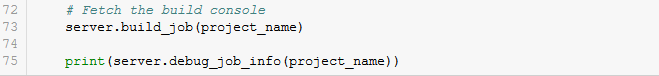 72 # Fetch the build console
73 server.build_job(project_name)
74
75 print(server.debug_job_info(project_name))